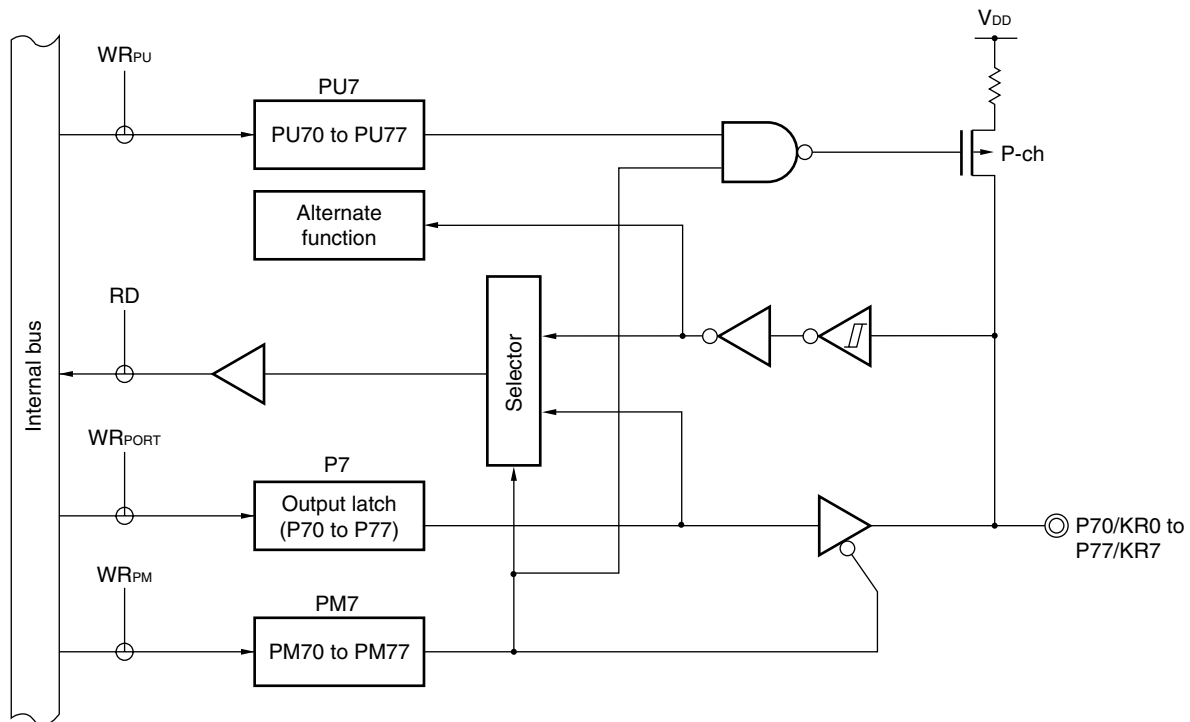 VDD
WRPU
PU7
PU70 to PU77
P-ch
Alternate
function
RD
Internal bus
Selector
WRPORT
P7
Output latch
(P70 to P77)
P70/KR0 to
P77/KR7
WRPM
PM7
PM70 to PM77